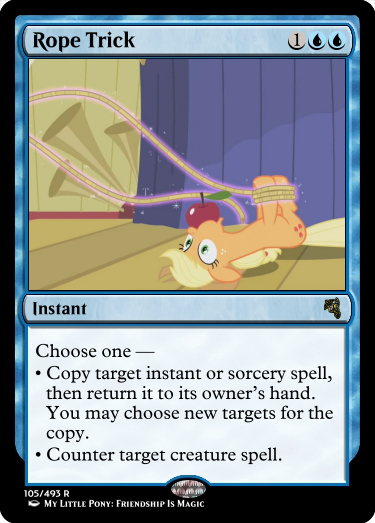 Rope Trick 1
Instant
Choose one —
• Copy target instant or sorcery spell,
then return it to its owner's hand.
You may choose new targets for the
copy.
• Counter target creature spell.
105/493 R
My Little Pony: Friendship Is Magic